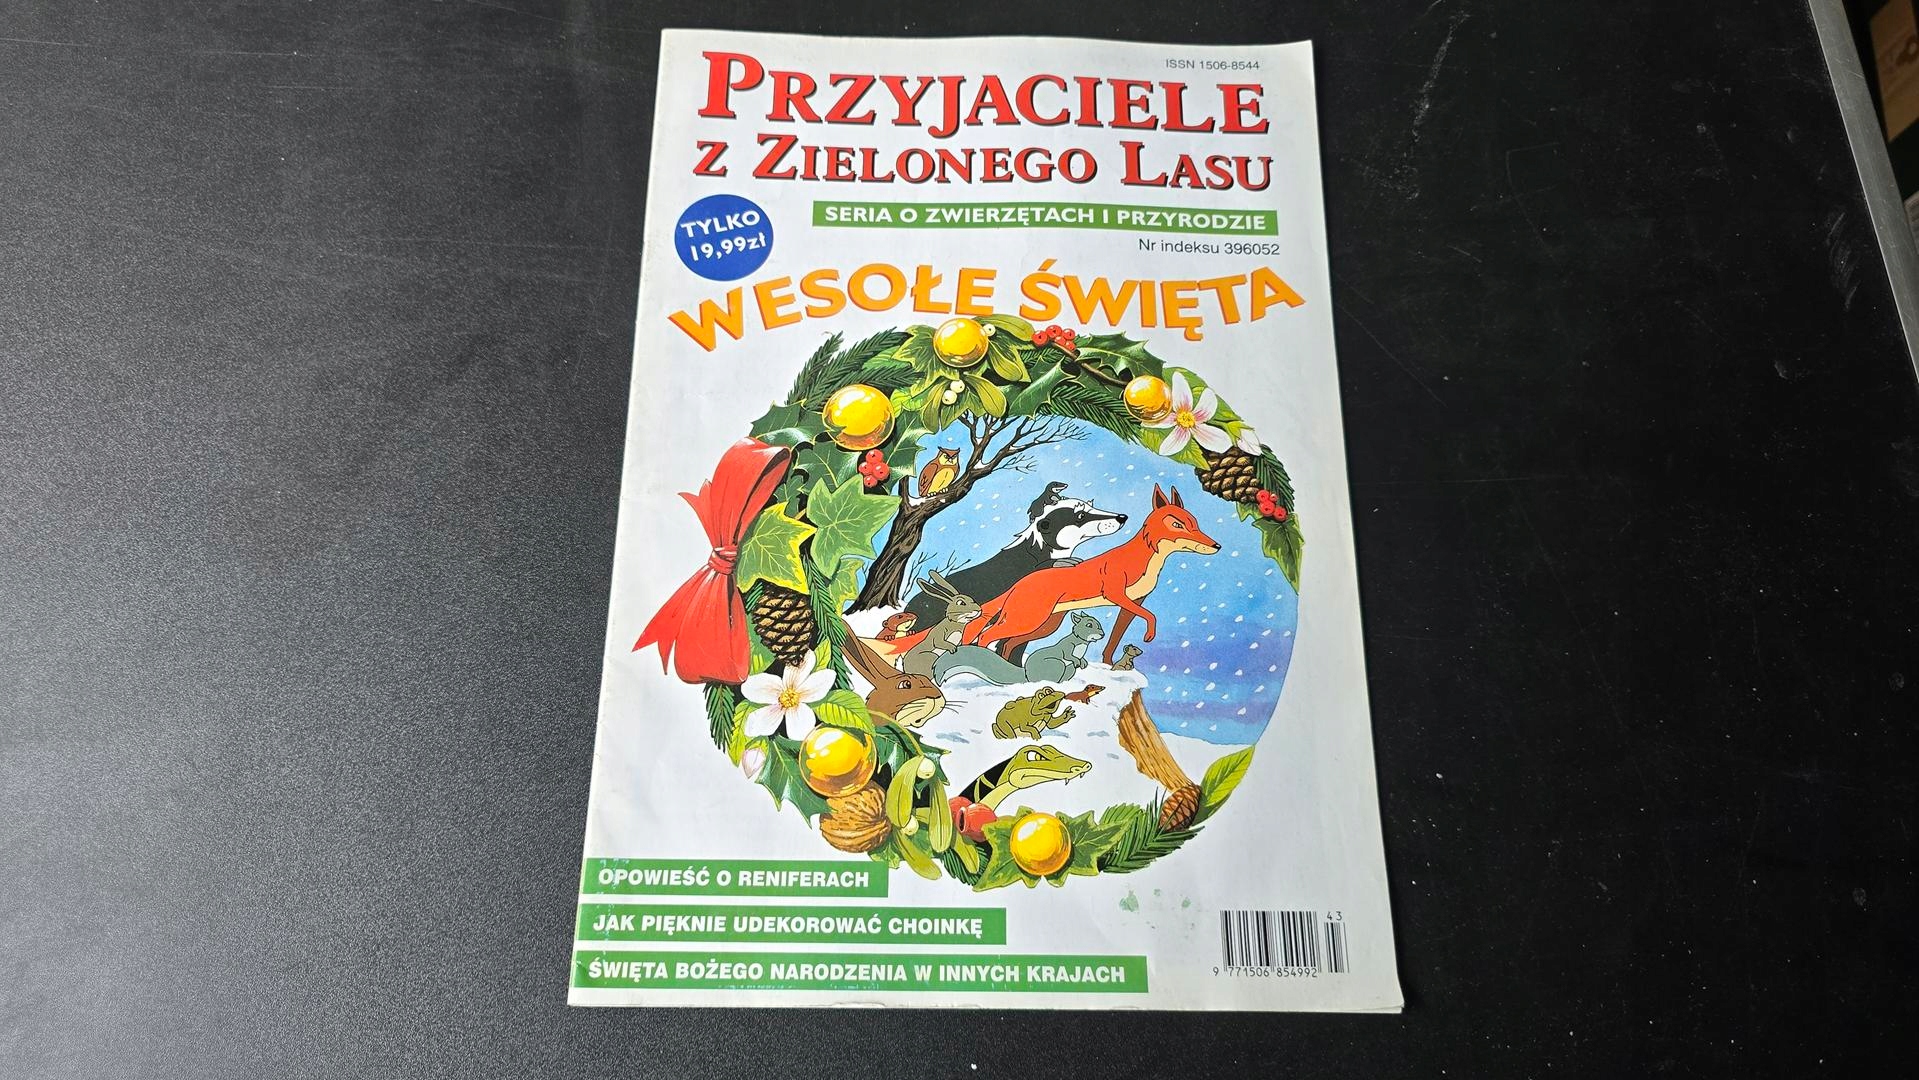 ISSN 1506-8544
PRZYJACIELE
Z ZIELONEGO LASU
SERIA O ZWIERZĘTACH I PRZYRODZIE
Nr indeksu 396052
TYLKO
19,99zł
WESOŁE ŚWIĘTA
OPOWIEŚĆ O RENIFERACH
JAK PIĘKNIE UDEKOROWAĆ CHOINKĘ
ŚWIĘTA BOŻEGO NARODZENIA W INNYCH KRAJACH
43
9 771506 854992